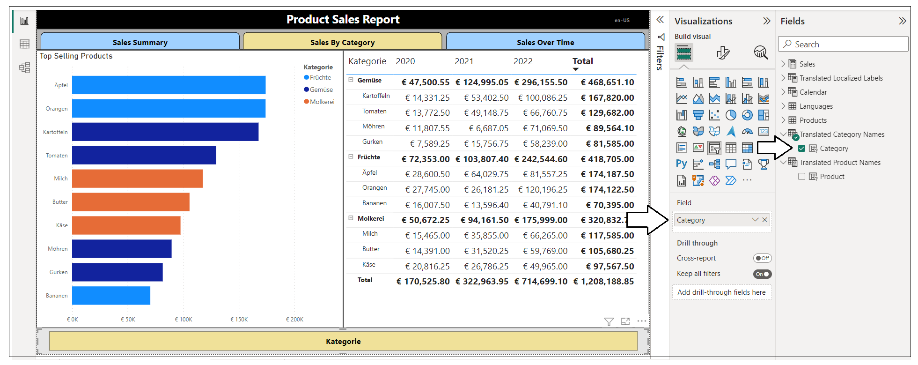 Product Sales Report
en-US
Sales Summary
Sales By Category
Sales Over Time
Top Selling Products
Kategorie
Früchte
Gemüse
Molkerei
Äpfel
Orangen
Kartoffeln
Tomaten
Milch
Butter
Käse
Möhren
Gurken
Bananen
€ 0K € 50K € 100K € 150K € 200K
Kategorie 2020 2021 2022 Total
Gemüse € 47,500.55 € 124,995.05 € 296,155.50 € 468,651.10
Kartoffeln € 14,331.25 € 53,402.50 € 100,086.25 € 167,820.00
Tomaten € 13,772.50 € 49,148.75 € 66,760.75 € 129,682.00
Möhren € 11,807.55 € 6,687.05 € 71,069.50 € 89,564.10
Gurken € 7,589.25 € 15,756.75 € 58,239.00 € 81,585.00
Früchte € 72,353.00 € 103,807.40 € 242,544.60 € 418,705.00
Äpfel € 28,600.50 € 64,029.75 € 81,557.25 € 174,187.50
Orangen € 27,745.00 € 26,181.25 € 120,196.25 € 174,122.50
Bananen € 16,007.50 € 13,596.40 € 40,791.10 € 70,395.00
Molkerei € 50,672.25 € 94,161.50 € 175,999.00 € 320,832.7
Milch € 15,465.00 € 35,855.00 € 66,265.00 € 117,585.00
Butter € 14,391.00 € 31,520.25 € 59,769.00 € 105,680.25
Käse € 20,816.25 € 26,786.25 € 49,965.00 € 97,567.50
Total € 170,525.80 € 322,963.95 € 714,699.10 € 1,208,188.85
Kategorie
Filters
Visualizations
Build visual
Py
Field
Category
Drill through
Cross-report
Off
Keep all filters
On
Add drill-through fields here
Fields
Search
Sales
Translated Localized Labels
Calendar
Languages
Products
Translated Category Names
Category
Translated Product Names
Product